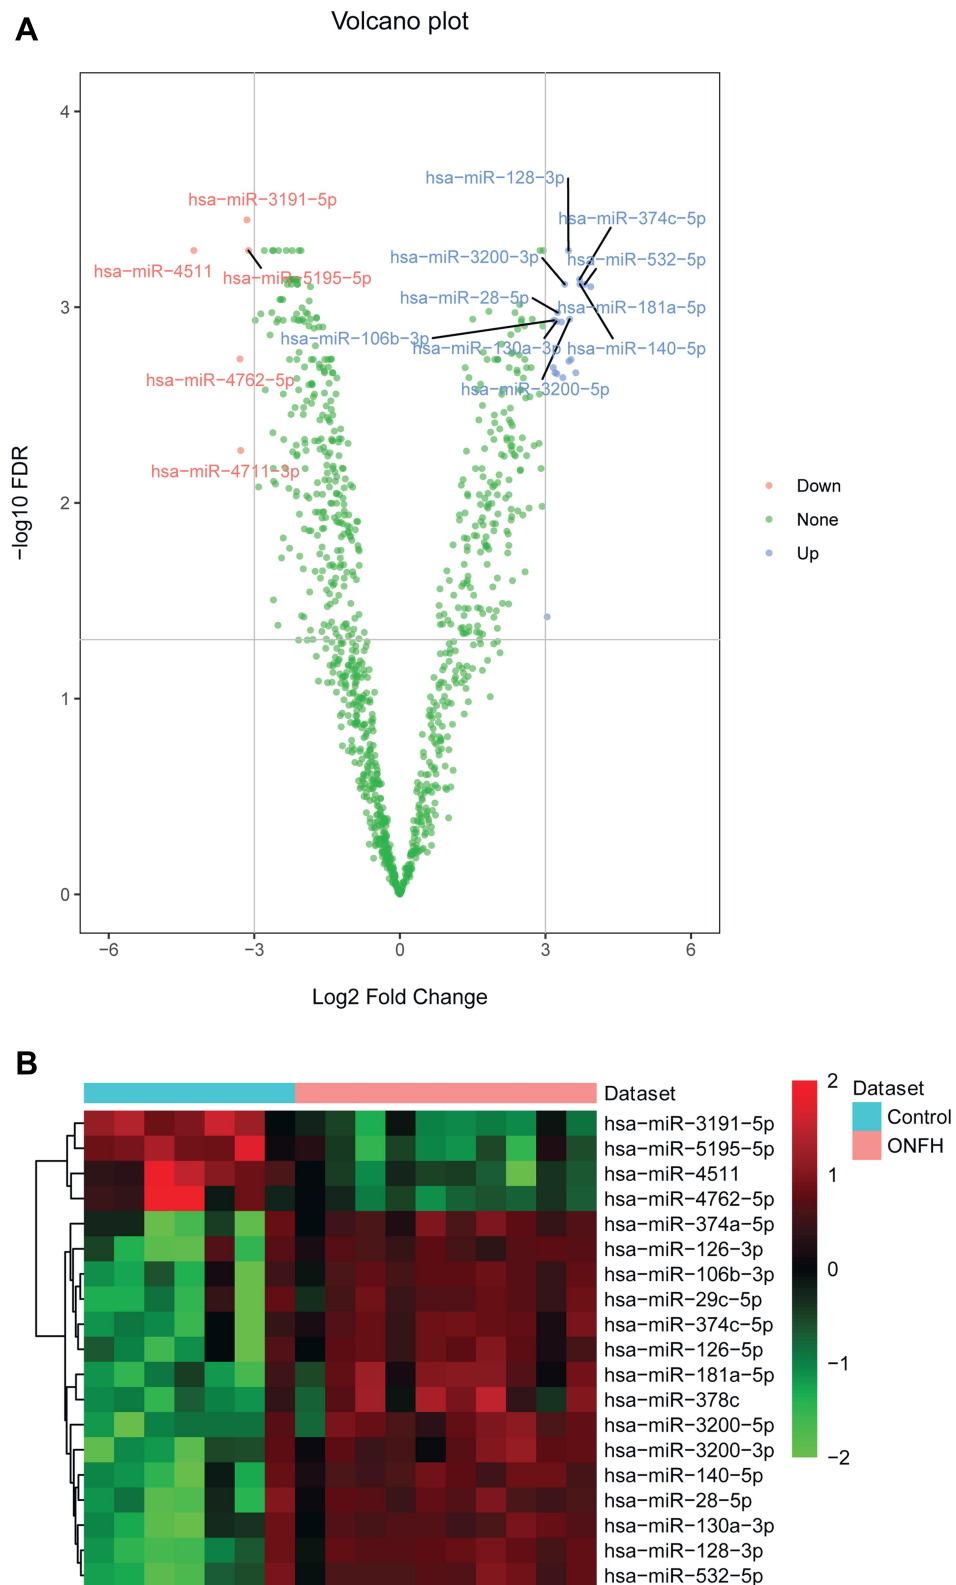 A
Volcano plot
4
hsa−miR−128−3p
hsa−miR−3191−5p
hsa−miR−374c−5p
hsa−miR−3200−3p
hsa−miR−532−5p
hsa−miR−4511
hsa−miR−5195−5p
hsa−miR−28−5p
3
hsa−miR−181a−5p
hsa−miR−106b−3p
hsa−miR−130a−3p
hsa−miR−140−5p
hsa−miR−4762−5p
hsa−miR−3200−5p
hsa−miR−4711−3p
2
1
0
−log10 FDR
−6
−3
0
3
6
Log2 Fold Change
Down
None
Up
B
Dataset
hsa−miR−3191−5p
hsa−miR−5195−5p
hsa−miR−4511
hsa−miR−4762−5p
hsa−miR−374a−5p
hsa−miR−126−3p
hsa−miR−106b−3p
hsa−miR−29c−5p
hsa−miR−374c−5p
hsa−miR−126−5p
hsa−miR−181a−5p
hsa−miR−378c
hsa−miR−3200−5p
hsa−miR−3200−3p
hsa−miR−140−5p
hsa−miR−28−5p
hsa−miR−130a−3p
hsa−miR−128−3p
hsa−miR−532−5p
2
1
0
−1
−2
Dataset
Control
ONFH